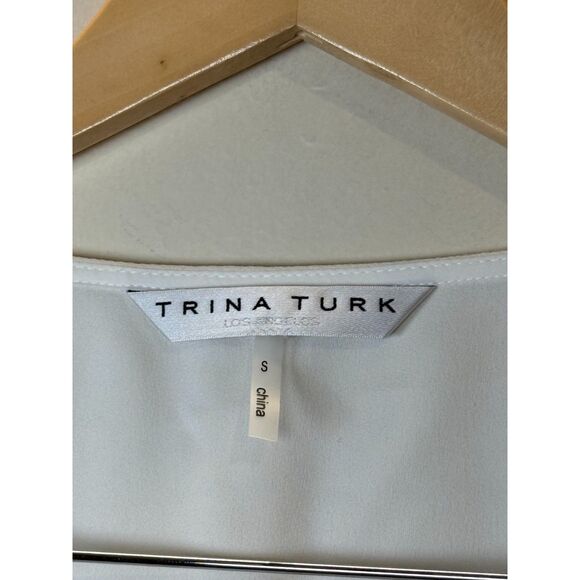 TRINA TURK
LOS ANGELES
S
china